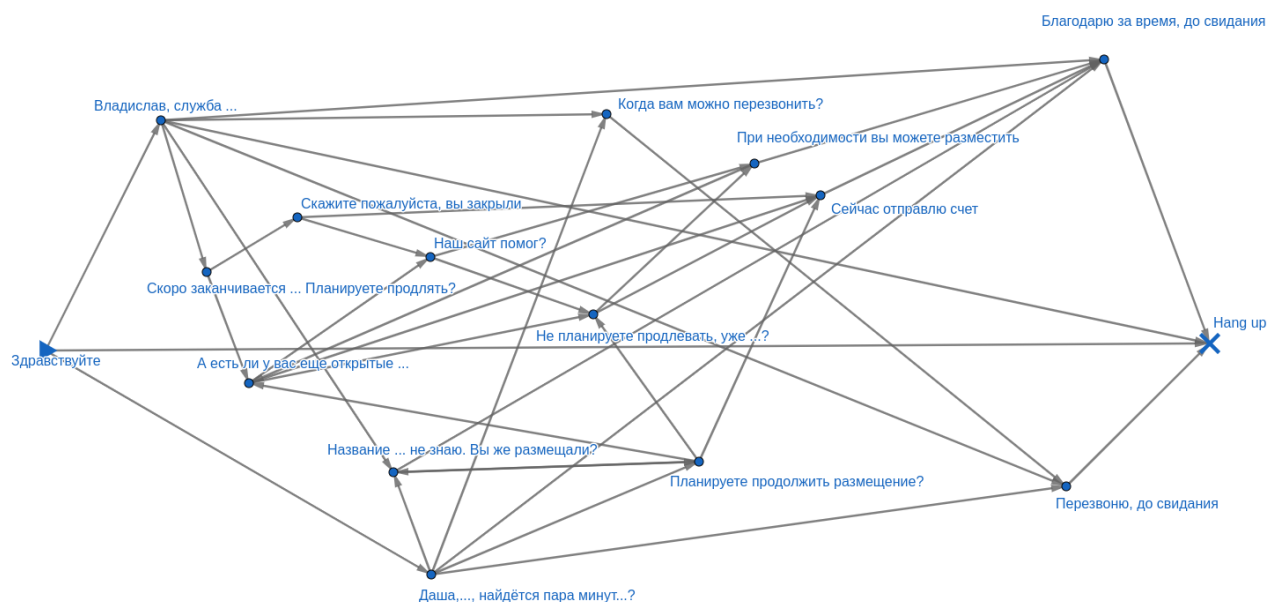 Благодарю за время, до свидания
Владислав, служба ...
Когда вам можно перезвонить?
При необходимости вы можете разместить
Скажите пожалуйста, вы закрыли
Сейчас отправлю счет
Наш сайт помог?
Скоро заканчивается ... Планируете продлять?
Hang up
Не планируете продлевать, уже ...?
Здравствуйте
А есть ли у вас еще открытые ...
Название ... не знаю. Вы же размещали?
Планируете продолжить размещение?
Перезвоню, до свидания
Даша,..., найдётся пара минут...?